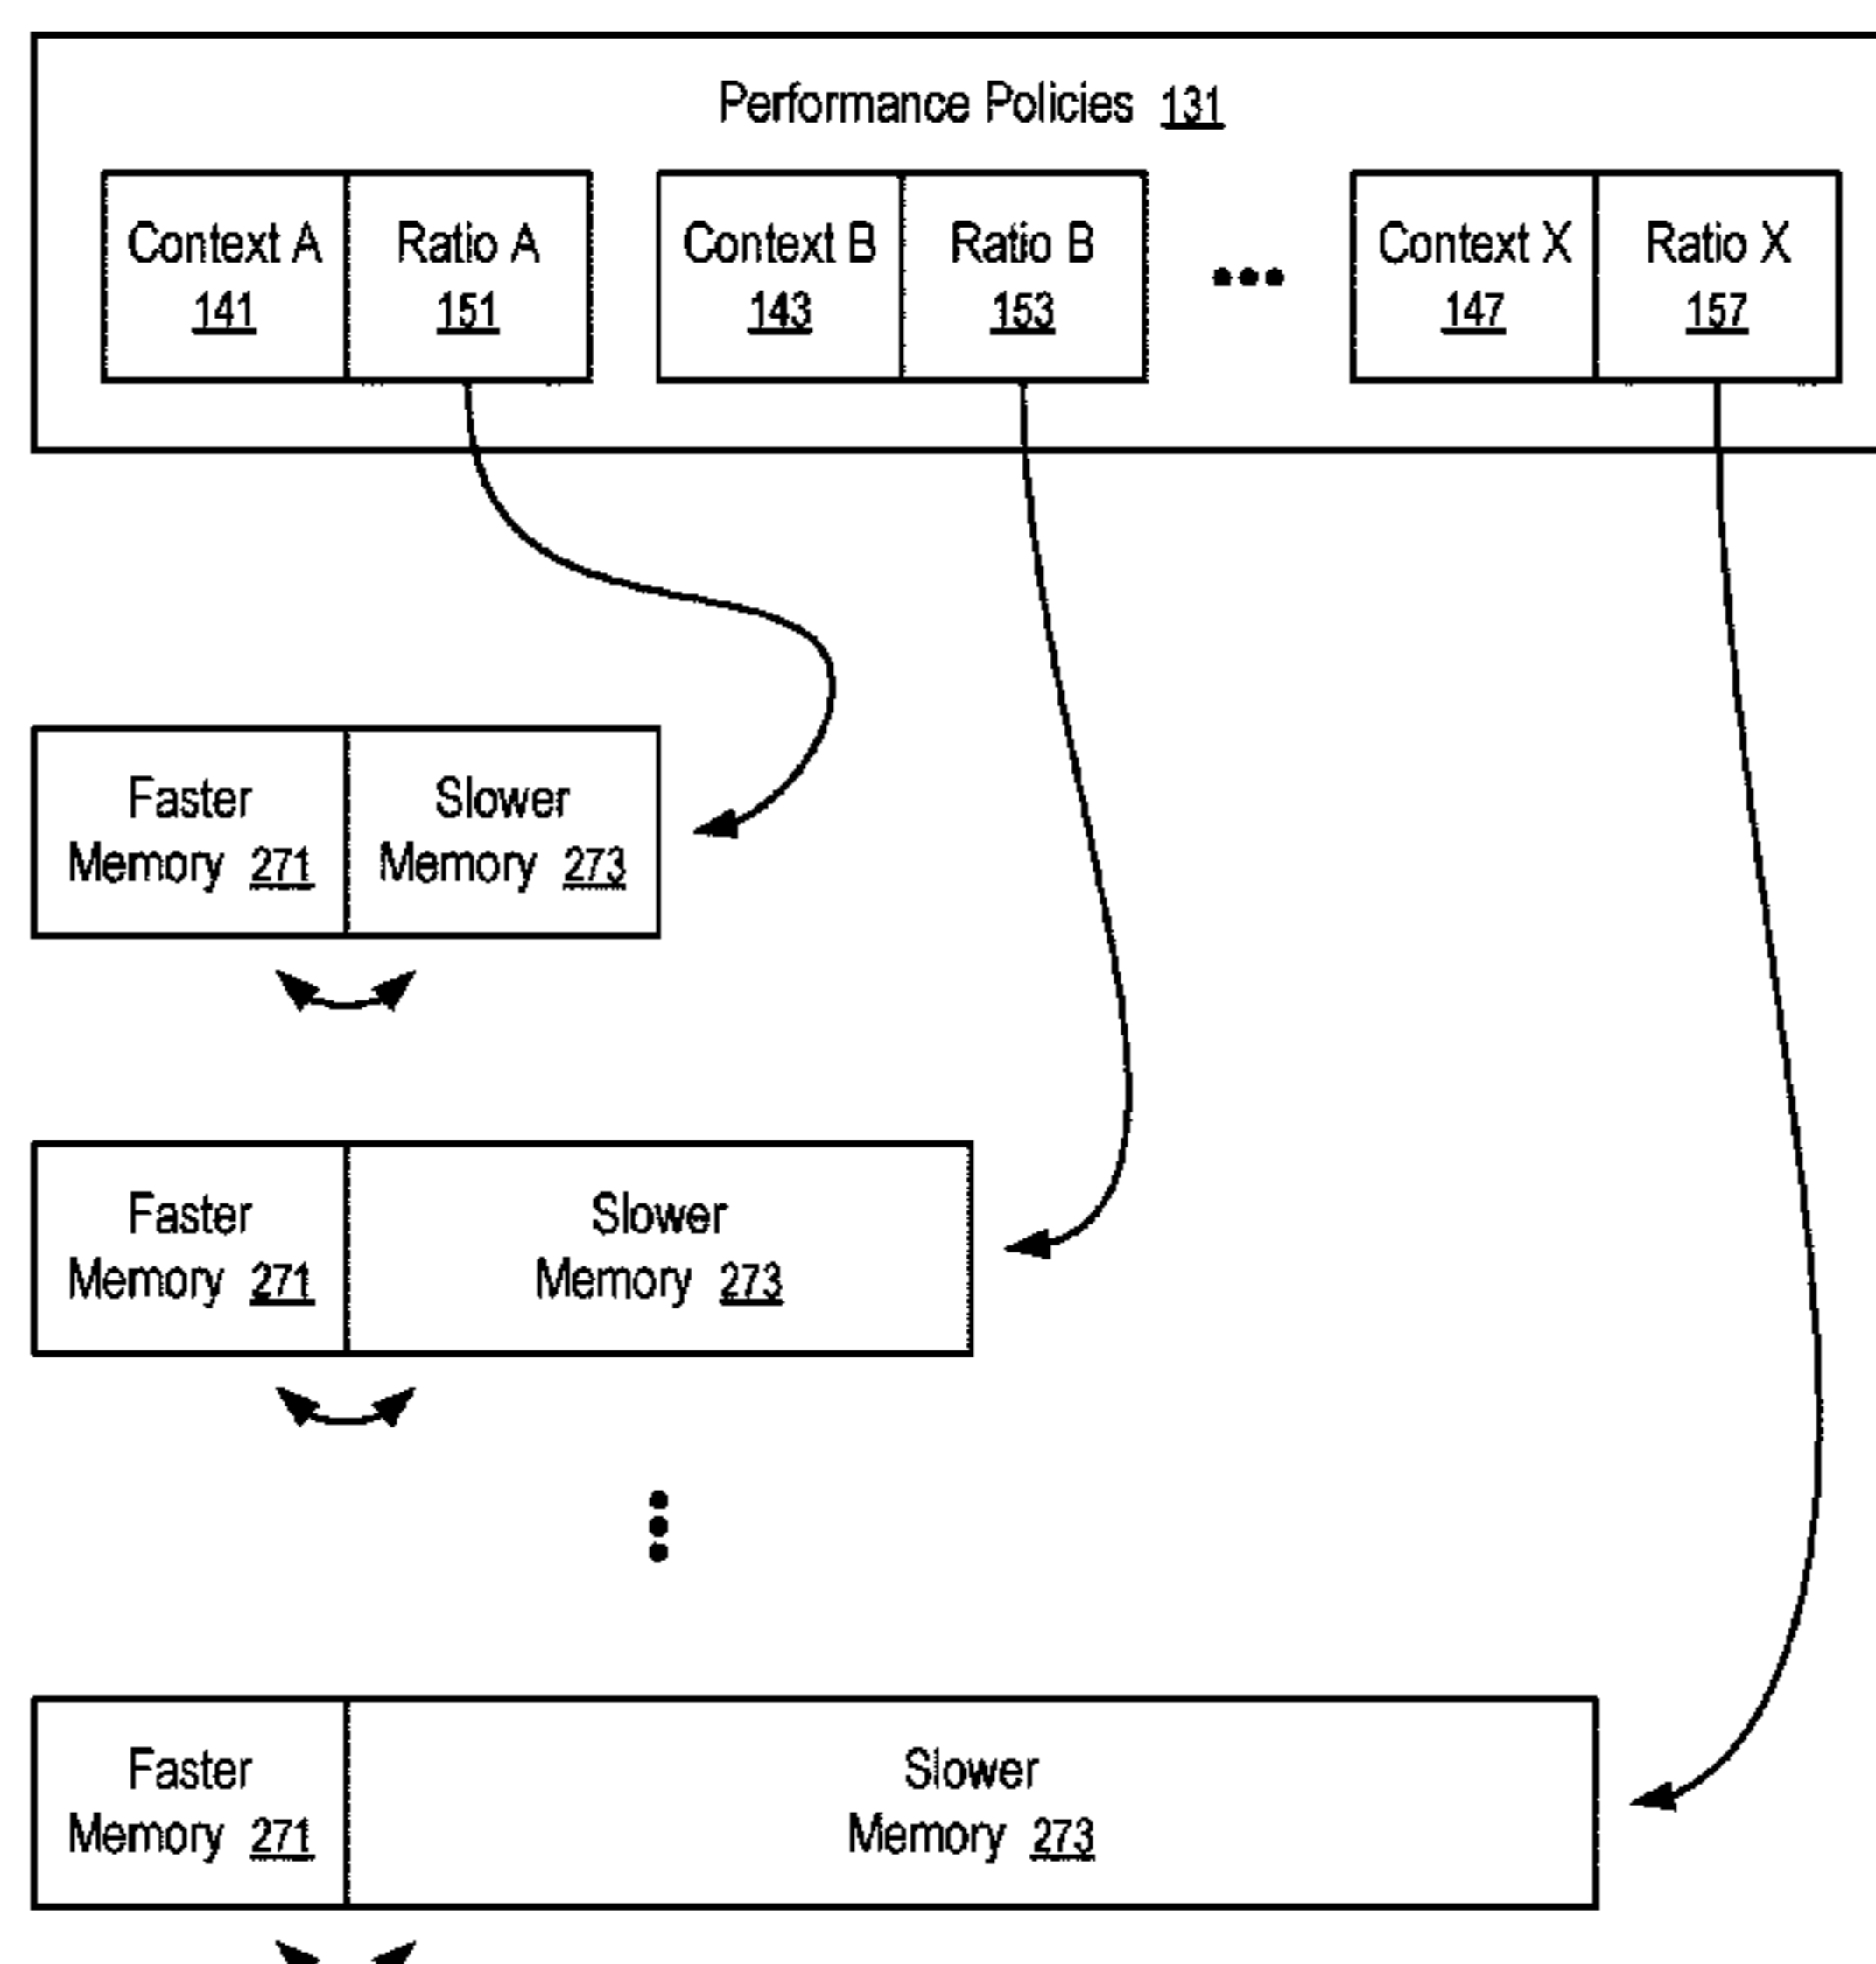 Performance Policies 131
Context A
141
Ratio A
151
Context B
143
Ratio B
153
Context X
147
Ratio X
157
Faster
Memory 271
Slower
Memory 273
Faster
Memory 271
Slower
Memory 273
Faster
Memory 271
Slower
Memory 273